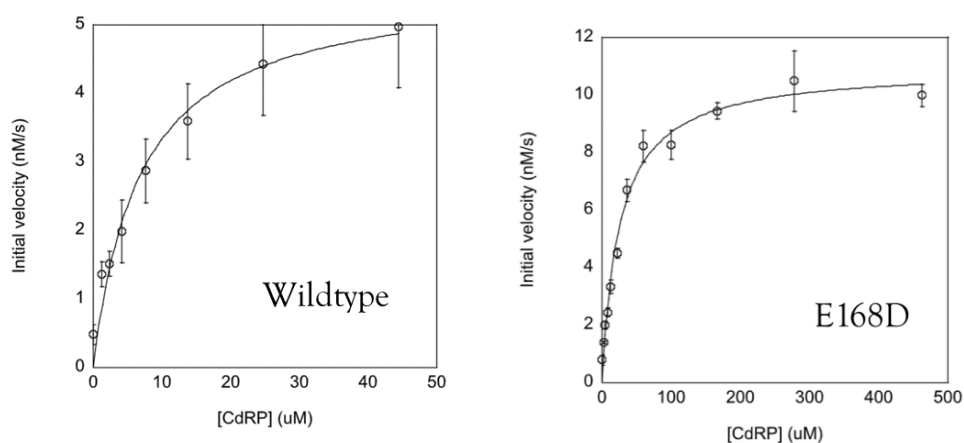 5
4
3
2
1
0
0 10 20 30 40 50
Initial velocity (nM/s)
[CdRP] (uM)
Wildtype
12
10
8
6
4
2
0
0 100 200 300 400 500
Initial velocity (nM/s)
[CdRP] (uM)
E168D